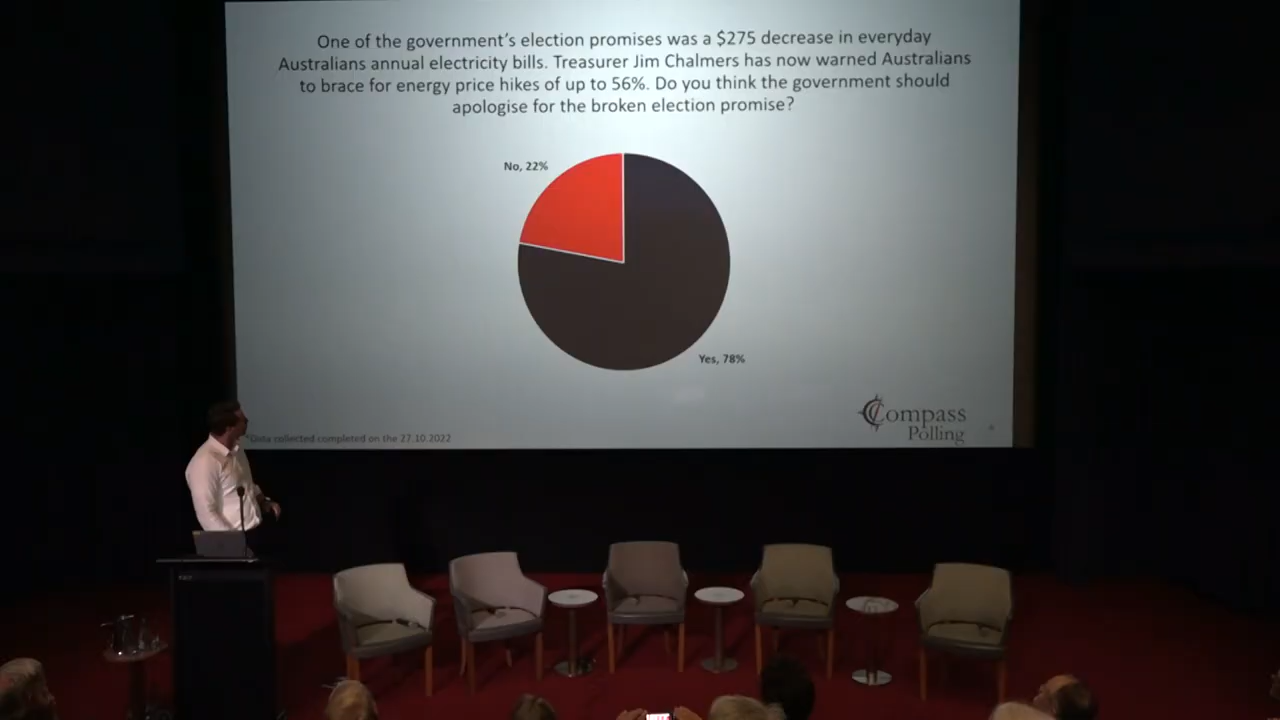 One of the government's election promises was a $275 decrease in everyday
Australians annual electricity bills. Treasurer Jim Chalmers has now warned Australians
to brace for energy price hikes of up to 56%. Do you think the government should
apologise for the broken election promise?
No, 22%
Yes, 78%
Compass
Polling
*Data collected completed on the 27.10.2022